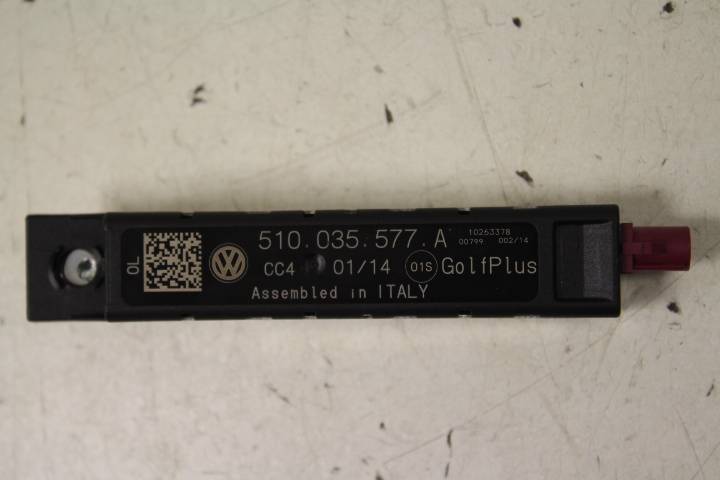 510.035.577.A
10263378
00799 002/14
OL
CC4 01/14 01S GolfPlus
Assembled in ITALY